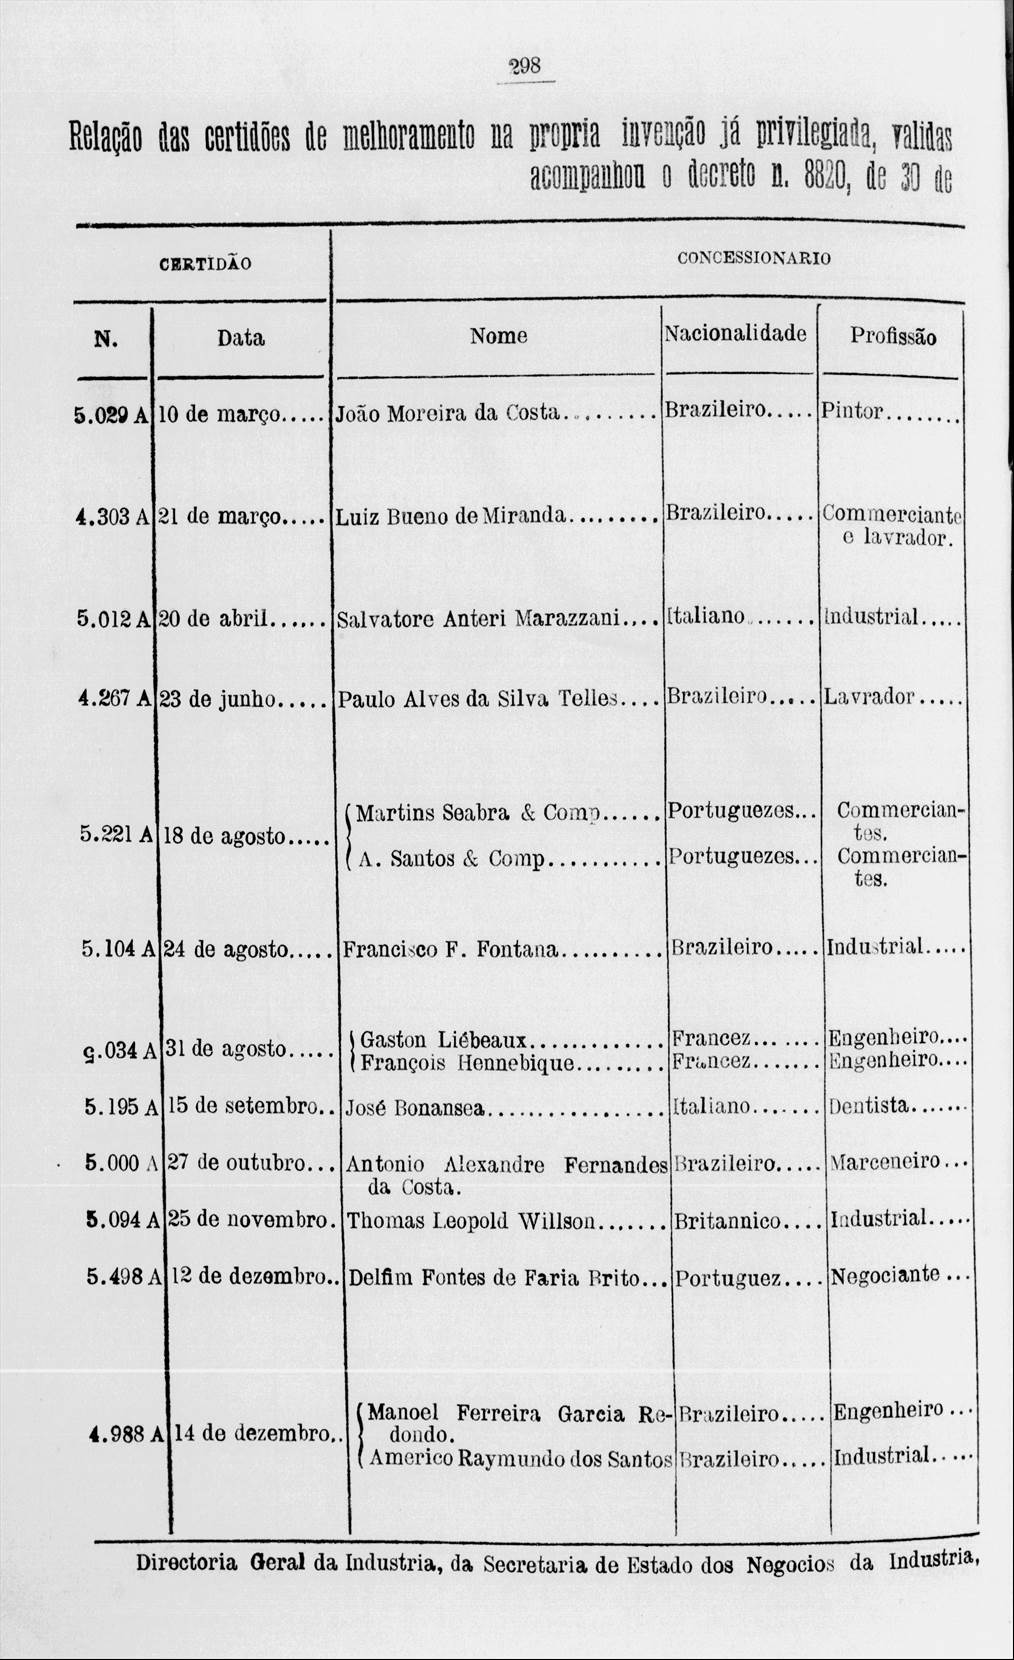 298
Relação das certidões de melhoramento na propria invenção já privilegiada, validas
acompanhou o decreto n. 8820, de 30 de
CERTIDÃO
CONCESSIONARIO
N.
Data
Nome
Nacionalidade
Profissão
5.029 A 10 de março..... João Moreira da Costa.......... Brazileiro..... Pintor........
4.303 A 21 de março..... Luiz Bueno de Miranda......... Brazileiro..... Commerciante
e lavrador.
5.012 A 20 de abril...... Salvatore Anteri Marazzani.... Italiano....... Industrial.....
4.267 A 23 de junho..... Paulo Alves da Silva Telles.... Brazileiro..... Lavrador.....
Martins Seabra & Comp...... Portuguezes... Commercian-
tes.
5.221 A 18 de agosto.....
A. Santos & Comp........... Portuguezes... Commercian-
tes.
5.104 A 24 de agosto..... Francisco F. Fontana.......... Brazileiro..... Industrial.....
5.034 A 31 de agosto..... Gaston Liébeaux............. Francez....... Engenheiro....
François Hennebique......... Francez....... Engenheiro....
5.195 A 15 de setembro.. José Bonansea................. Italiano....... Dentista.......
5.000 A 27 de outubro... Antonio Alexandre Fernandes Brazileiro..... Marceneiro...
da Costa.
5.094 A 25 de novembro. Thomas Leopold Willson....... Britannico.... Industrial.....
5.498 A 12 de dezembro.. Delfim Fontes de Faria Brito... Portuguez.... Negociante...
Manoel Ferreira Garcia Re- Brazileiro..... Engenheiro...
4.988 A 14 de dezembro.. dondo.
Americo Raymundo dos Santos Brazileiro..... Industrial.....
Directoria Geral da Industria, da Secretaria de Estado dos Negocios da Industria,